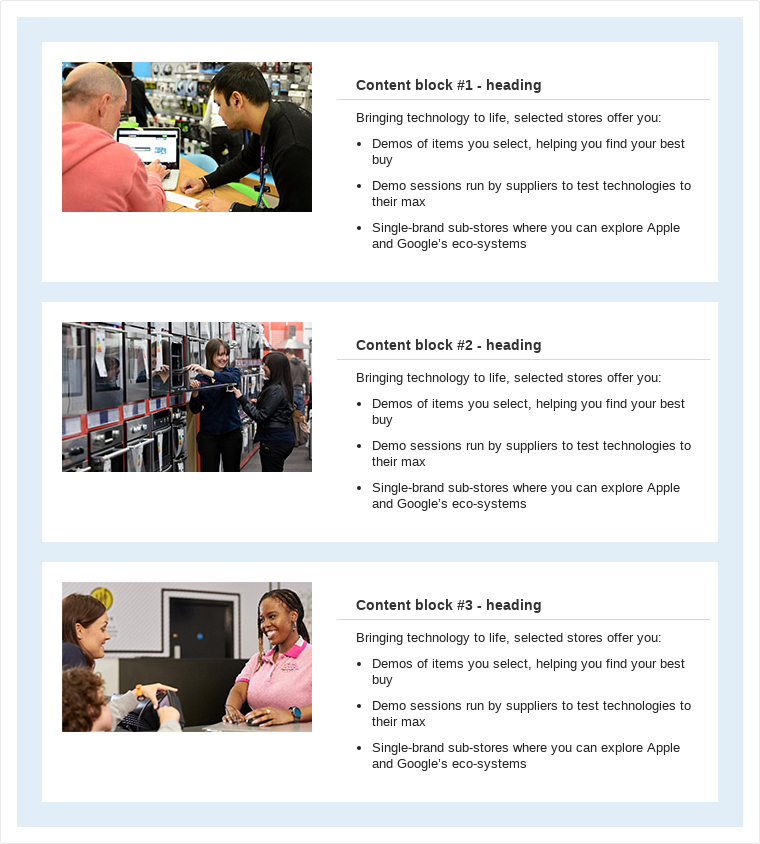 Content block #1 - heading
Bringing technology to life, selected stores offer you:
• Demos of items you select, helping you find your best
buy
• Demo sessions run by suppliers to test technologies to
their max
• Single-brand sub-stores where you can explore Apple
and Google’s eco-systems
Content block #2 - heading
Bringing technology to life, selected stores offer you:
• Demos of items you select, helping you find your best
buy
• Demo sessions run by suppliers to test technologies to
their max
• Single-brand sub-stores where you can explore Apple
and Google’s eco-systems
Content block #3 - heading
Bringing technology to life, selected stores offer you:
• Demos of items you select, helping you find your best
buy
• Demo sessions run by suppliers to test technologies to
their max
• Single-brand sub-stores where you can explore Apple
and Google’s eco-systems